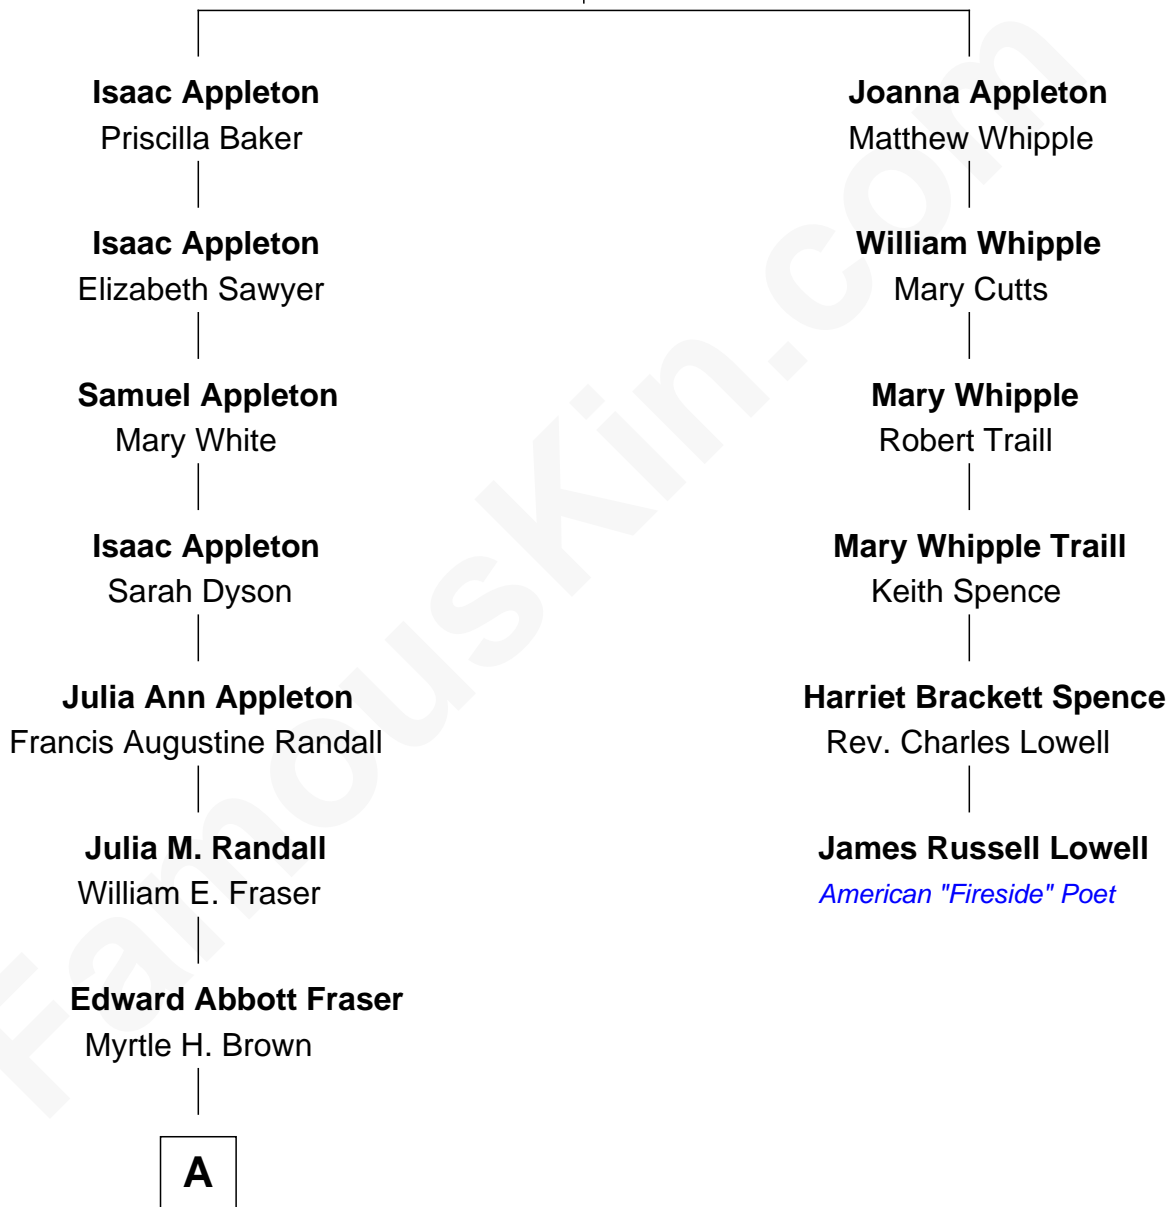 Isaac Appleton
Priscilla Baker
Joanna Appleton
Matthew Whipple
Isaac Appleton
Elizabeth Sawyer
William Whipple
Mary Cutts
Samuel Appleton
Mary White
Mary Whipple
Robert Traill
Isaac Appleton
Sarah Dyson
Mary Whipple Traill
Keith Spence
Julia Ann Appleton
Francis Augustine Randall
Harriet Brackett Spence
Rev. Charles Lowell
Julia M. Randall
William E. Fraser
James Russell Lowell
American "Fireside" Poet
Edward Abbott Fraser
Myrtle H. Brown
A
FamousKin.com